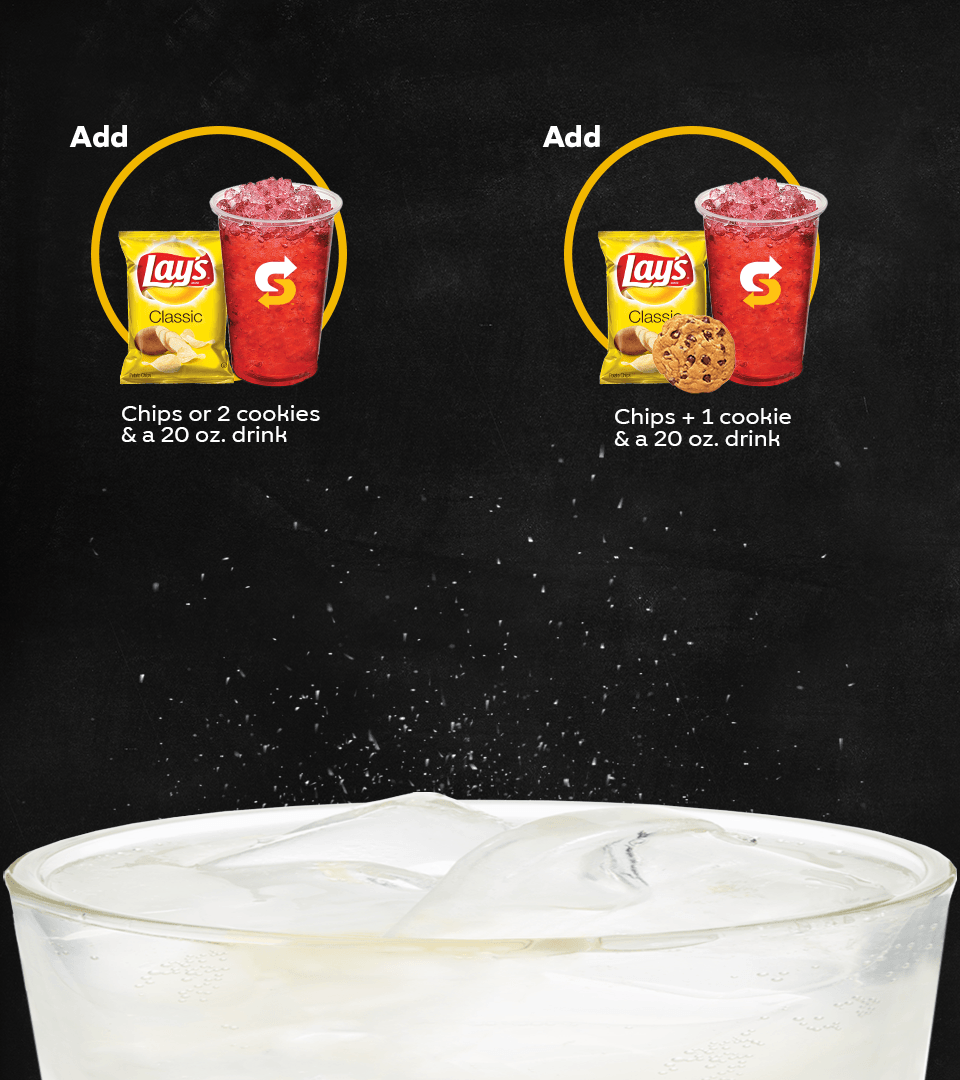 Add
Lay's
Classic
Chips or 2 cookies
& a 20 oz. drink
Add
Lay's
Classic
Chips + 1 cookie
& a 20 oz. drink